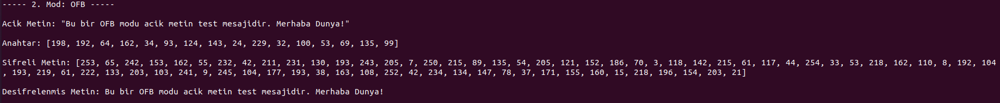 ----- 2. Mod: OFB -----
Acik Metin: "Bu bir OFB modu acik metin test mesajidir. Merhaba Dunya!"
Anahtar: [198, 192, 64, 162, 34, 93, 124, 143, 24, 229, 32, 100, 53, 69, 135, 99]
Sifreli Metin: [253, 65, 242, 153, 162, 55, 232, 42, 211, 231, 130, 193, 243, 205, 7, 250, 215, 89, 135, 54, 205, 121, 152, 186, 70, 3, 118, 142, 215, 61, 117, 44, 254, 33, 53, 218, 162, 110, 8, 192, 104
, 193, 219, 61, 222, 133, 203, 103, 241, 9, 245, 104, 177, 193, 38, 163, 108, 252, 42, 234, 134, 147, 78, 37, 171, 155, 160, 15, 218, 196, 154, 203, 21]
Desifrelenmis Metin: Bu bir OFB modu acik metin test mesajidir. Merhaba Dunya!